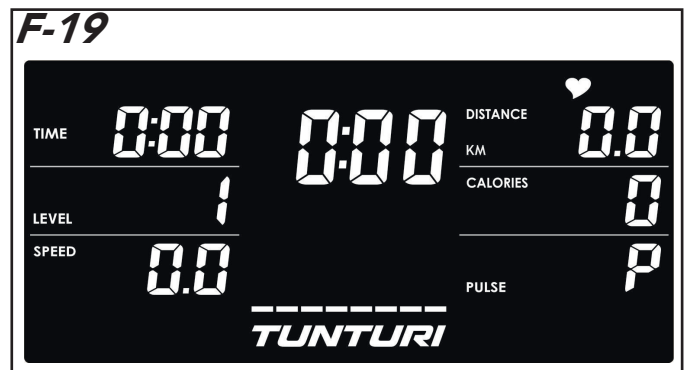 F-19
TIME 0:00
LEVEL 1
SPEED 0.0
0:00
DISTANCE
KM 0.0
CALORIES 0
PULSE P
TUNTURI